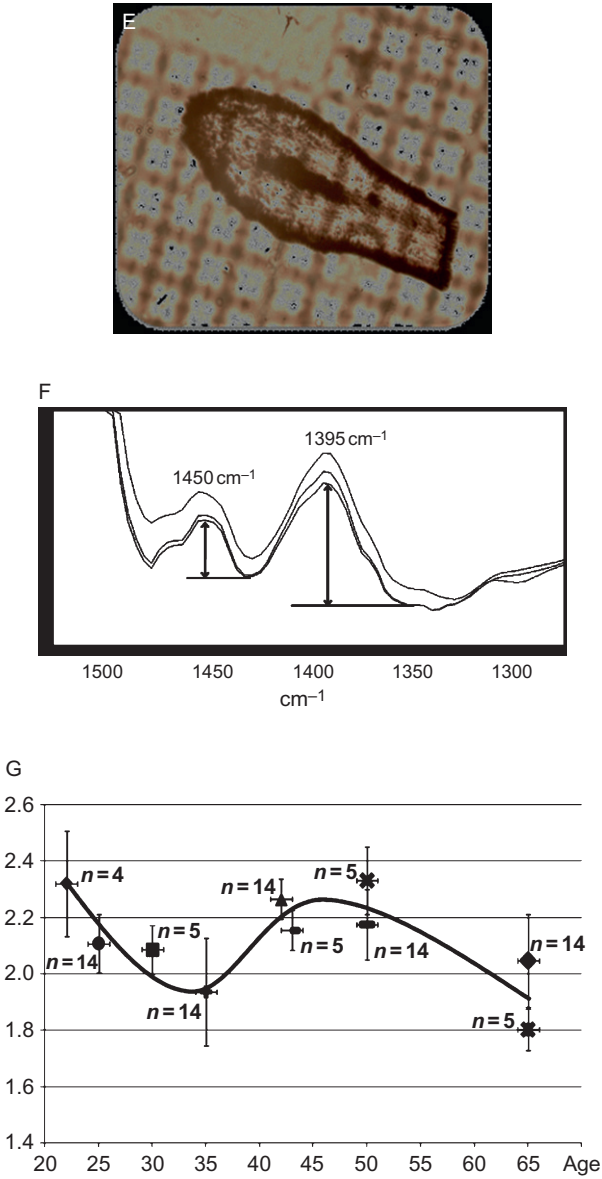 E
F
1395 cm⁻¹
1450 cm⁻¹
1500 1450 1400 1350 1300
cm⁻¹
G
2.6
2.4
2.2
2.0
1.8
1.6
1.4
n = 4
n = 14
n = 5
n = 14
n = 14
n = 5
n = 5
n = 14
n = 14
n = 5
20 25 30 35 40 45 50 55 60 65 Age